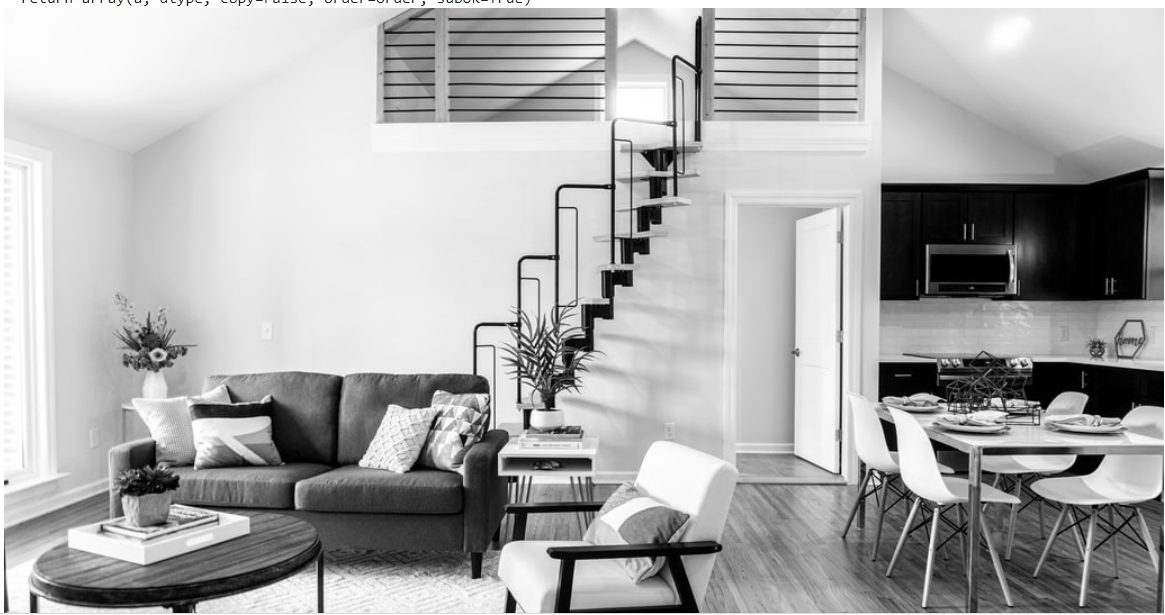 return array(a, dtype, copy=False, order=order, subok=True)
home